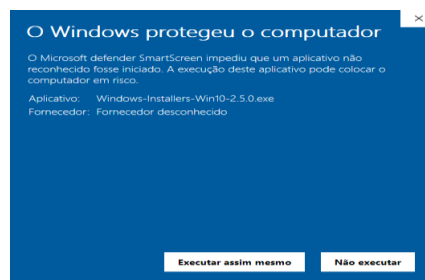 O Windows protegeu o computador
O Microsoft defender SmartScreen impediu que um aplicativo não
reconhecido fosse iniciado. A execução deste aplicativo pode colocar o
computador em risco.
Aplicativo: Windows-Installers-Win10-2.5.0.exe
Fornecedor: Fornecedor desconhecido
Executar assim mesmo Não executar